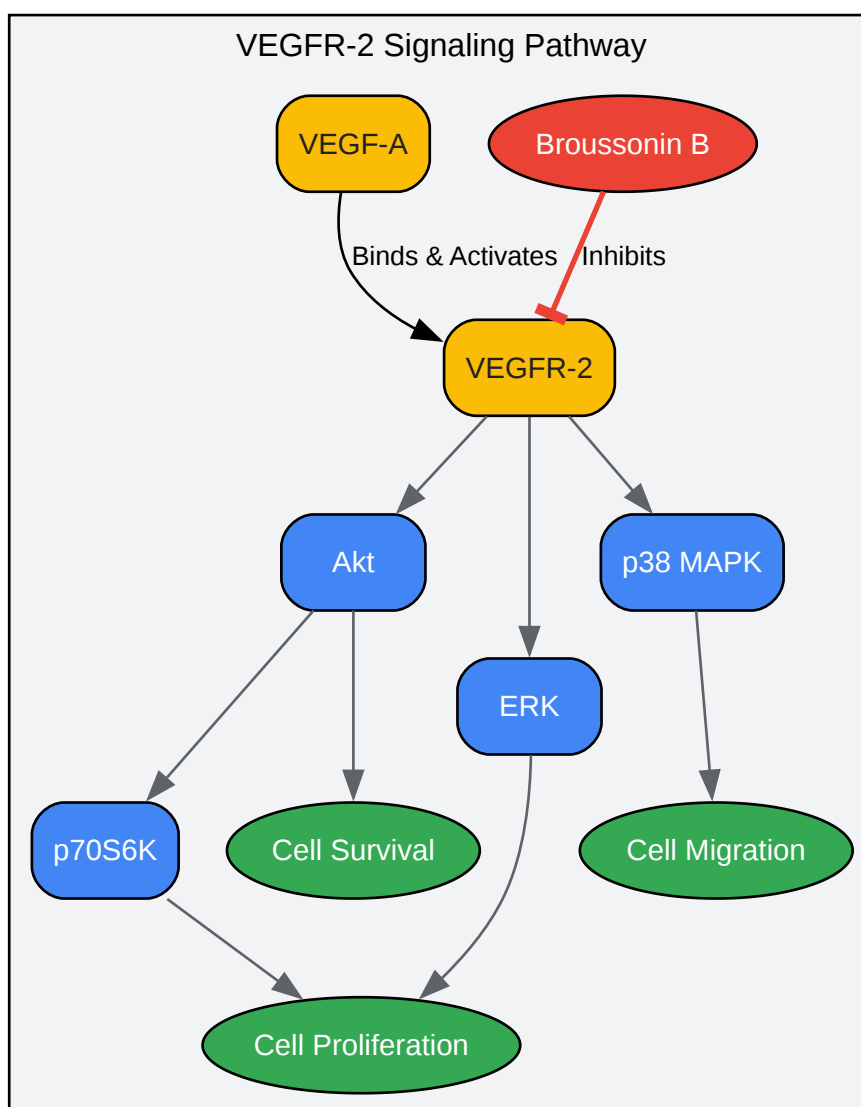 VEGFR-2 Signaling Pathway
VEGF-A
Broussonin B
Binds & Activates
Inhibits
VEGFR-2
Akt
p38 MAPK
ERK
p70S6K
Cell Survival
Cell Migration
Cell Proliferation